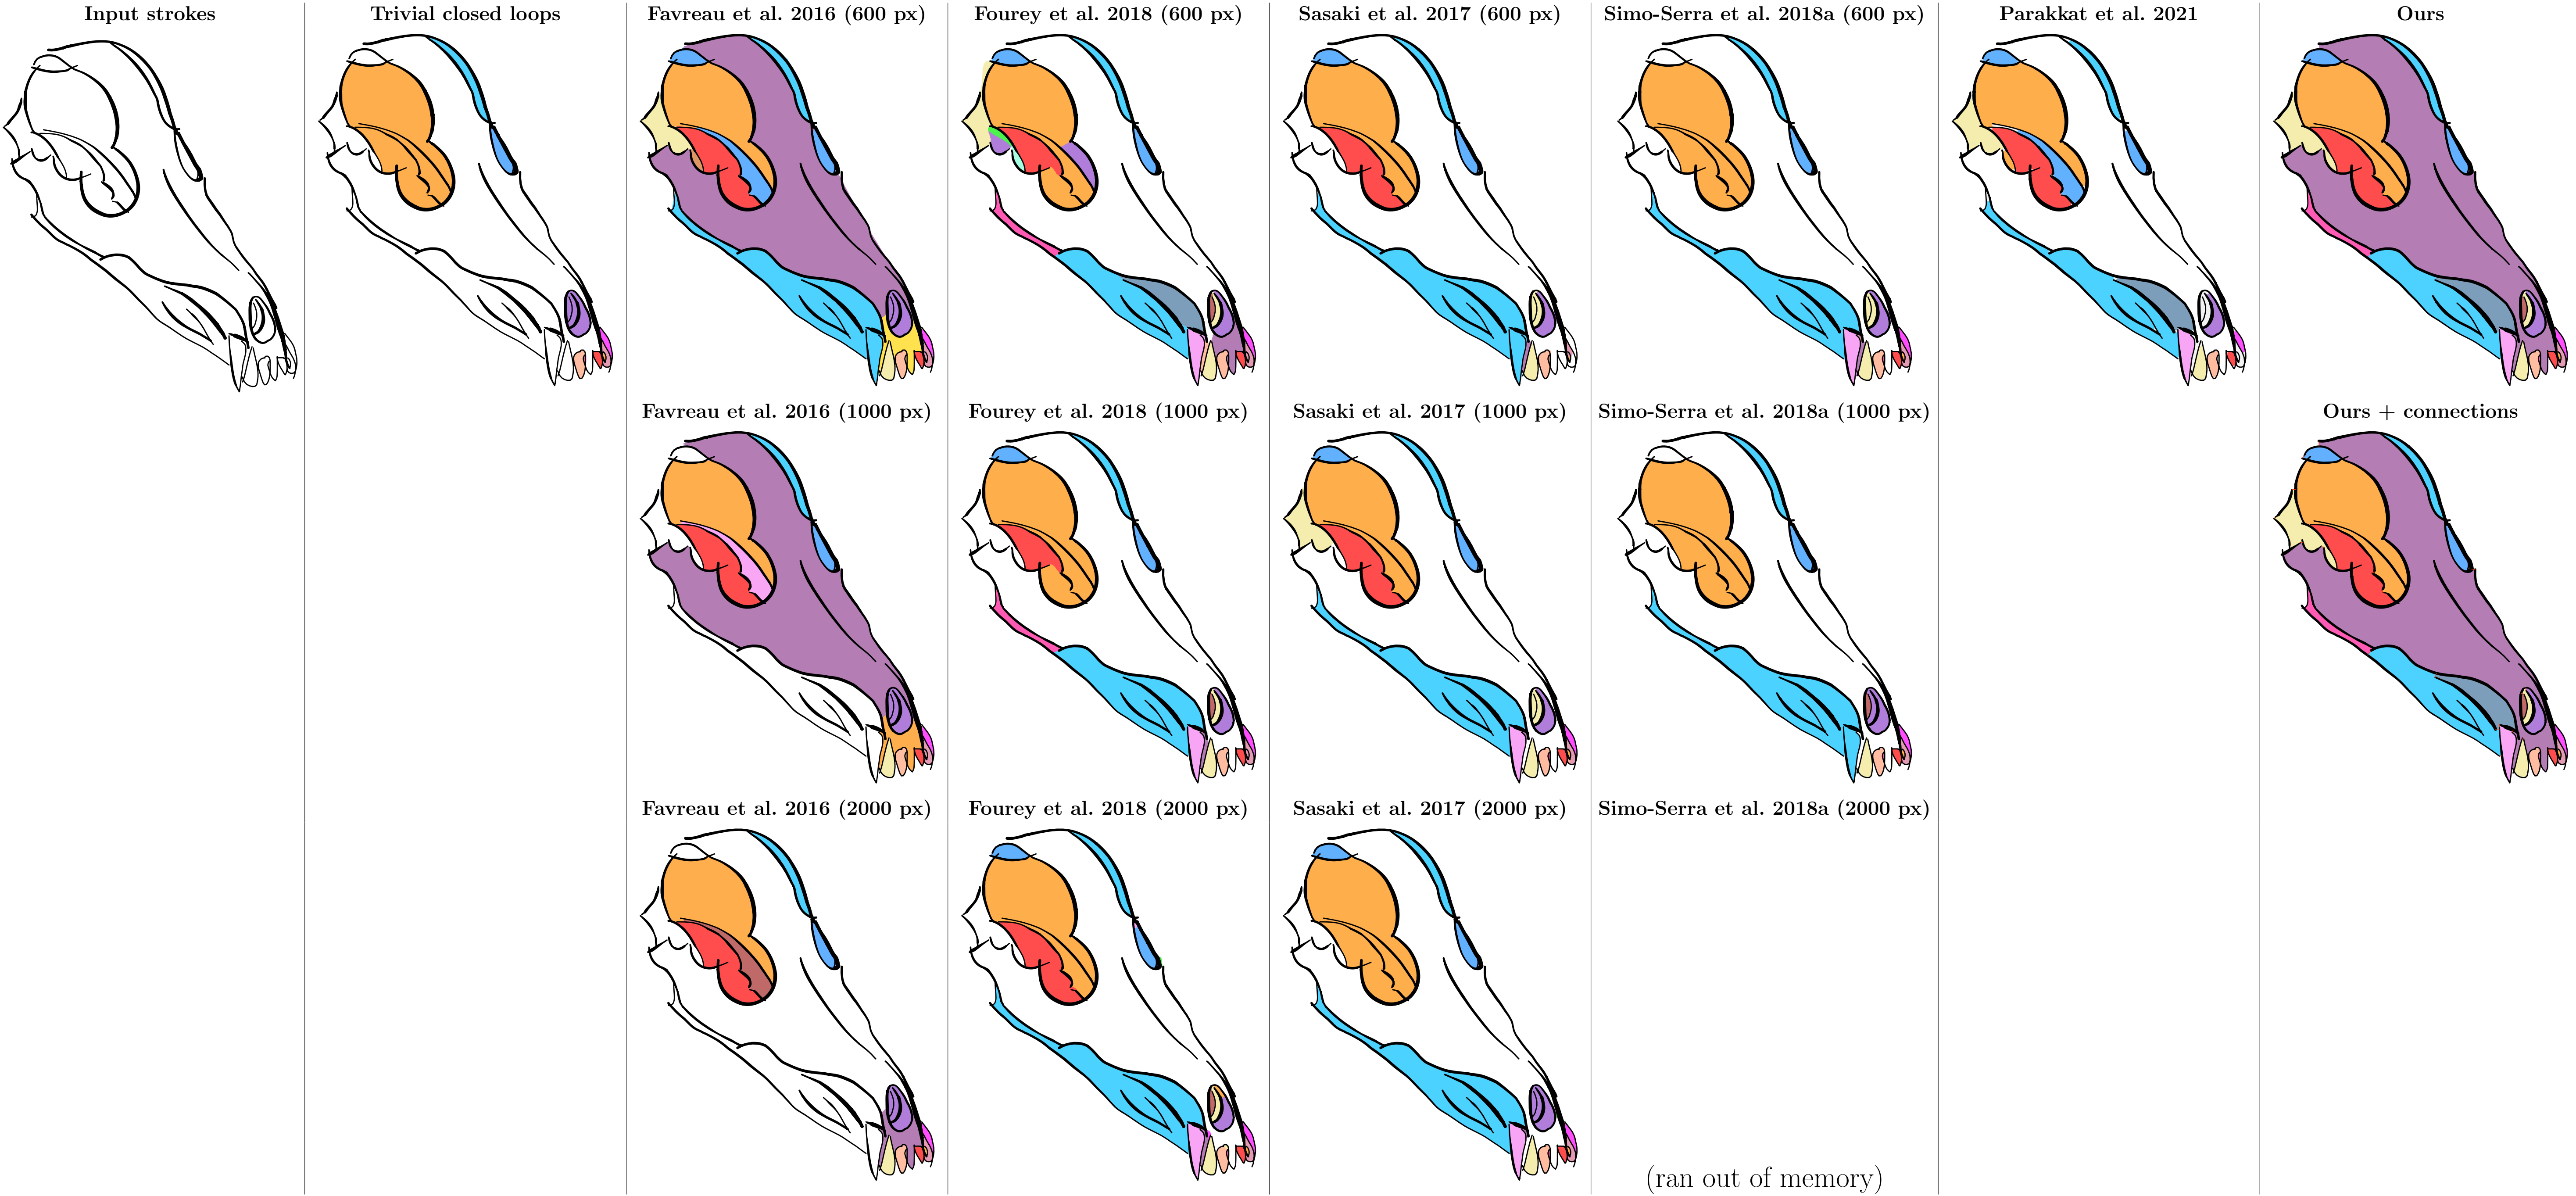 Input strokes
Trivial closed loops
Favreau et al. 2016 (600 px)
Fourey et al. 2018 (600 px)
Sasaki et al. 2017 (600 px)
Simo-Serra et al. 2018a (600 px)
Parakkat et al. 2021
Ours
Favreau et al. 2016 (1000 px)
Fourey et al. 2018 (1000 px)
Sasaki et al. 2017 (1000 px)
Simo-Serra et al. 2018a (1000 px)
Ours + connections
Favreau et al. 2016 (2000 px)
Fourey et al. 2018 (2000 px)
Sasaki et al. 2017 (2000 px)
Simo-Serra et al. 2018a (2000 px)
(ran out of memory)